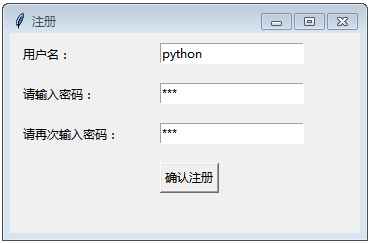 注册
用户名： python
请输入密码： ***
请再次输入密码： ***
确认注册